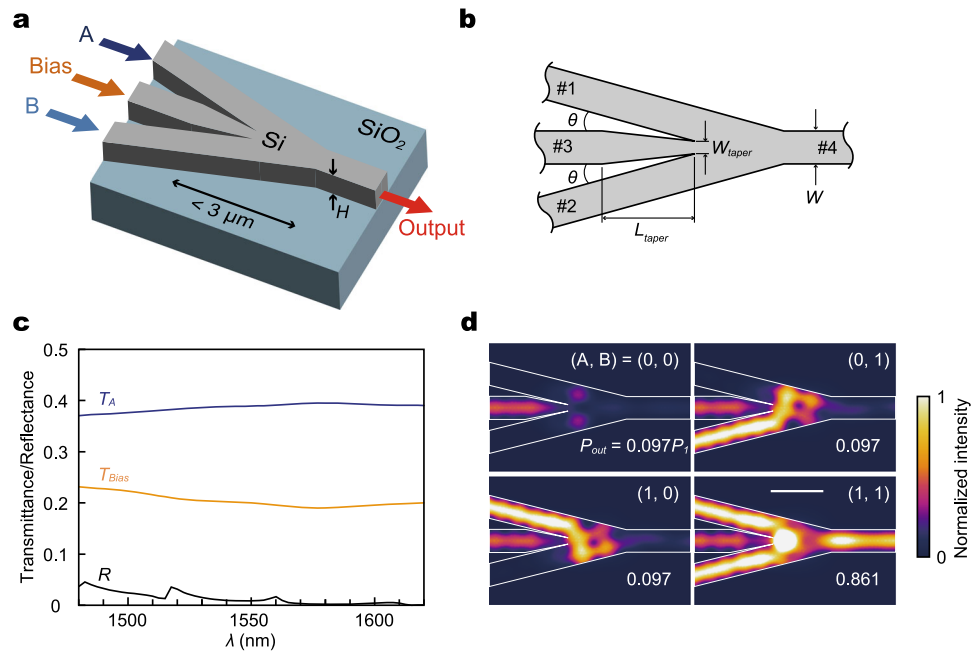 a
A
Bias
B
Si
SiO2
H
< 3 μm
Output
b
#1
θ
#3
Wtaper
#4
θ
#2
W
Ltaper
c
Transmittance/Reflectance
0.5
0.4
0.3
0.2
0.1
0
TA
TBias
R
1500
1550
1600
λ (nm)
d
(A, B) = (0, 0)
Pout = 0.097P1
(0, 1)
0.097
(1, 0)
0.097
(1, 1)
0.861
1
0
Normalized intensity